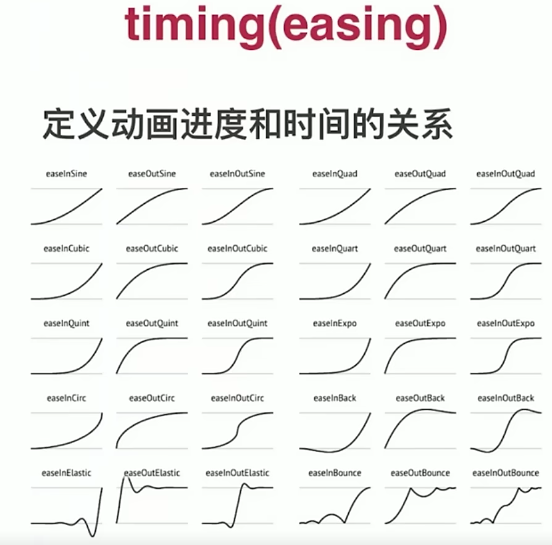 timing(easing)
定义动画进度和时间的关系
easeInSine easeOutSine easeInOutSine easeInQuad easeOutQuad easeInOutQuad
easeInCubic easeOutCubic easeInOutCubic easeInQuart easeOutQuart easeInOutQuart
easeInQuint easeOutQuint easeInOutQuint easeInExpo easeOutExpo easeInOutExpo
easeInCirc easeOutCirc easeInOutCirc easeInBack easeOutBack easeInOutBack
easeInElastic easeOutElastic easeInOutElastic easeInBounce easeOutBounce easeInOutBounce